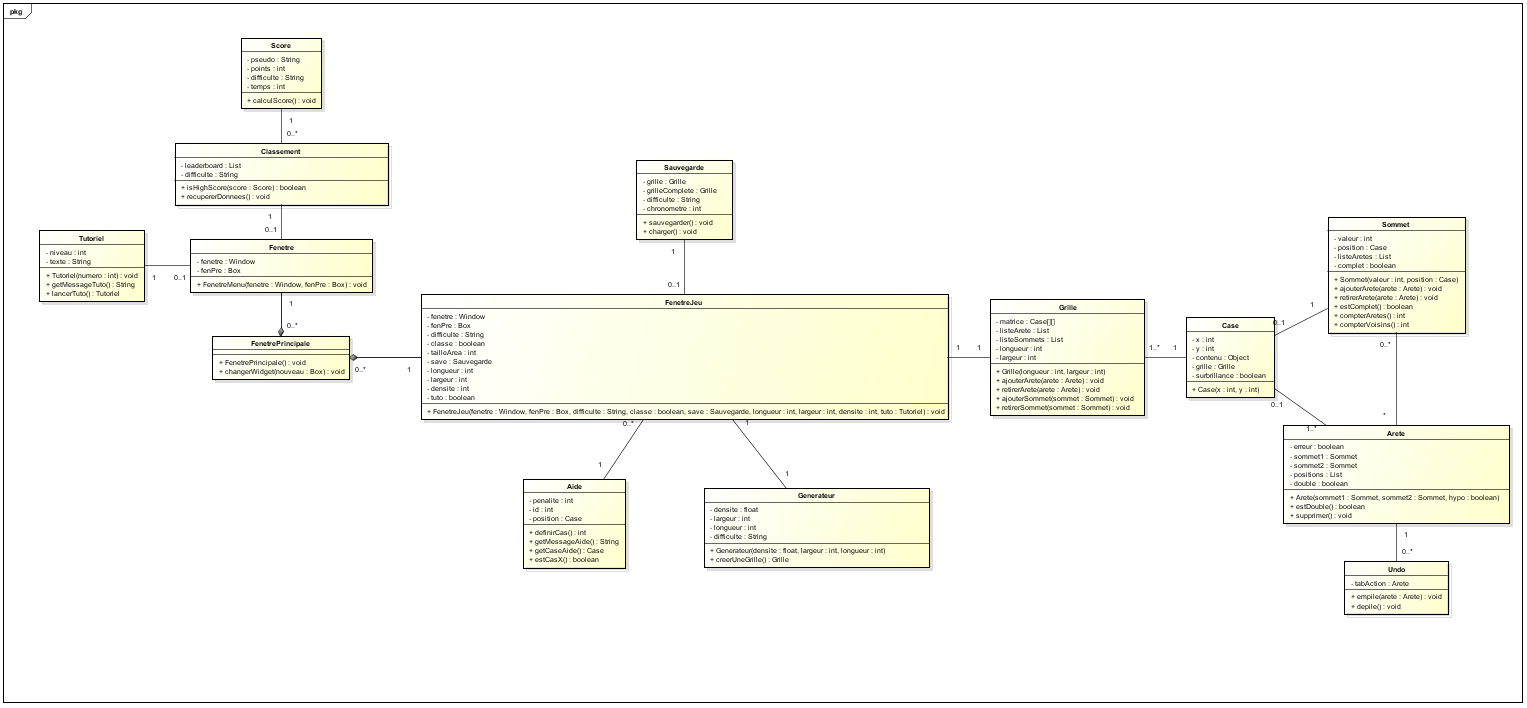 pkg
Score
- pseudo : String
- points : int
- difficulte : String
- temps : int
+ calculScore() : void
1
0..*
Classement
- leaderboard : List
- difficulte : String
+ isHighScore(score : Score) : boolean
+ recupererDonnees() : void
1
0..1
Tutoriel
- niveau : int
- texte : String
+ Tutoriel(numero : int) : void
+ getMessageTuto() : String
+ lancerTuto() : Tutoriel
1
0..1
Fenetre
- fenetre : Window
- fenPre : Box
+ FenetreMenu(fenetre : Window, fenPre : Box) : void
1
0..*
FenetrePrincipale
+ FenetrePrincipale() : void
+ changerWidget(nouveau : Box) : void
0..*
1
Sauvegarde
- grille : Grille
- grilleComplete : Grille
- difficulte : String
- chronometre : int
+ sauvegarder() : void
+ charger() : void
1
0..1
FenetreJeu
- fenetre : Window
- fenPre : Box
- difficulte : String
- classe : boolean
- tailleArea : int
- save : Sauvegarde
- longueur : int
- largeur : int
- densite : int
- tuto : boolean
+ FenetreJeu(fenetre : Window, fenPre : Box, difficulte : String, classe : boolean, save : Sauvegarde, longueur : int, largeur : int, densite : int, tuto : Tutoriel) : void
0..*
1
1
1
Aide
- penalite : int
- id : int
- position : Case
+ definirCas() : int
+ getMessageAide() : String
+ getCaseAide() : Case
+ estCasX() : boolean
Generateur
- densite : float
- largeur : int
- longueur : int
- difficulte : String
+ Generateur(densite : float, largeur : int, longueur : int)
+ creerUneGrille() : Grille
1
1
Grille
- matrice : Case[][]
- listeArete : List
- listeSommets : List
- longueur : int
- largeur : int
+ Grille(longueur : int, largeur : int)
+ ajouterArete(arete : Arete) : void
+ retirerArete(arete : Arete) : void
+ ajouterSommet(sommet : Sommet) : void
+ retirerSommet(sommet : Sommet) : void
1..*
1
Case
- x : int
- y : int
- contenu : Object
- grille : Grille
- surbrillance : boolean
+ Case(x : int, y : int)
0..1
1
0..1
1..*
Sommet
- valeur : int
- position : Case
- listeAretes : List
- complet : boolean
+ Sommet(valeur : int, position : Case)
+ ajouterArete(arete : Arete) : void
+ retirerArete(arete : Arete) : void
+ estComplet() : boolean
+ compterAretes() : int
+ compterVoisins() : int
0..*
*
Arete
- erreur : boolean
- sommet1 : Sommet
- sommet2 : Sommet
- positions : List
- double : boolean
+ Arete(sommet1 : Sommet, sommet2 : Sommet, hypo : boolean)
+ estDouble() : boolean
+ supprimer() : void
1
0..*
Undo
- tabAction : Arete
+ empile(arete : Arete) : void
+ depile() : void